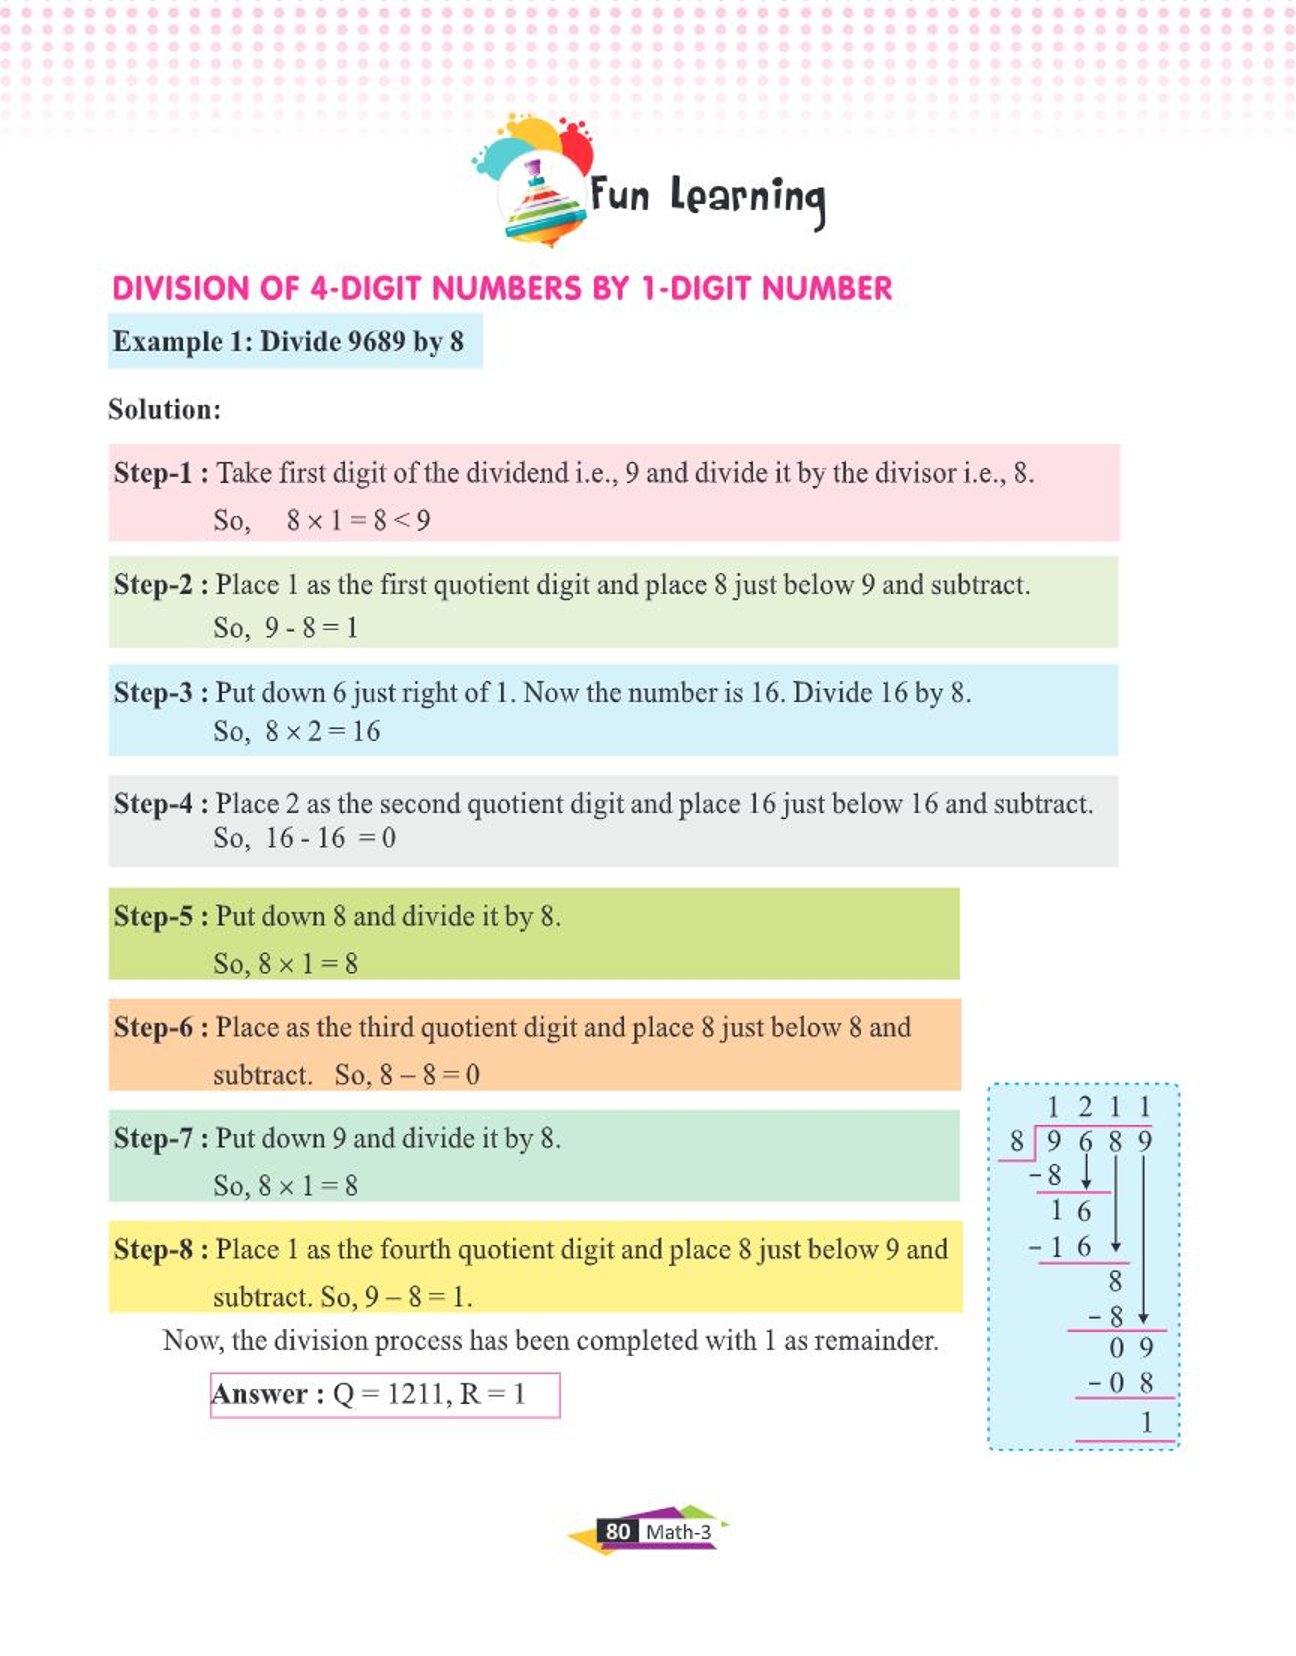 Fun Learning
DIVISION OF 4-DIGIT NUMBERS BY 1-DIGIT NUMBER
Example 1: Divide 9689 by 8
Solution:
Step-1 : Take first digit of the dividend i.e., 9 and divide it by the divisor i.e., 8.
So, 8 × 1 = 8 < 9
Step-2 : Place 1 as the first quotient digit and place 8 just below 9 and subtract.
So, 9 - 8 = 1
Step-3 : Put down 6 just right of 1. Now the number is 16. Divide 16 by 8.
So, 8 × 2 = 16
Step-4 : Place 2 as the second quotient digit and place 16 just below 16 and subtract.
So, 16 - 16 = 0
Step-5 : Put down 8 and divide it by 8.
So, 8 × 1 = 8
Step-6 : Place as the third quotient digit and place 8 just below 8 and
subtract. So, 8 – 8 = 0
Step-7 : Put down 9 and divide it by 8.
So, 8 × 1 = 8
Step-8 : Place 1 as the fourth quotient digit and place 8 just below 9 and
subtract. So, 9 – 8 = 1.
Now, the division process has been completed with 1 as remainder.
Answer : Q = 1211, R = 1
1 2 1 1
8 9 6 8 9
- 8
1 6
- 1 6
8
- 8
0 9
- 0 8
1
80 Math-3